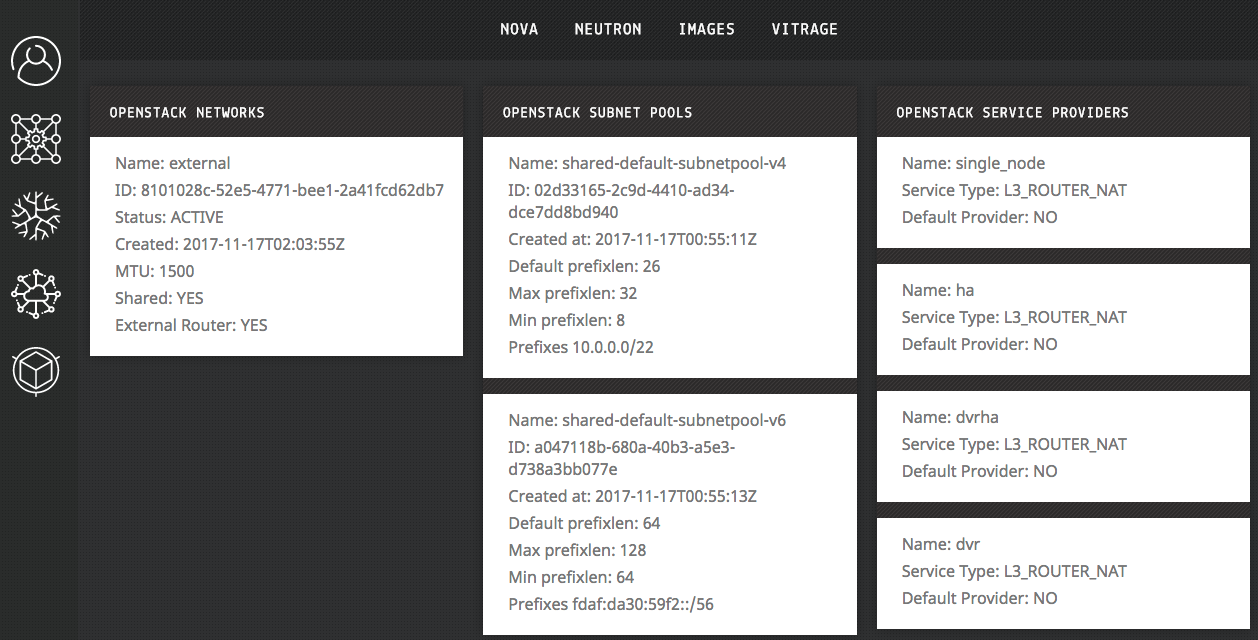 NOVA NEUTRON IMAGES VITRAGE
OPENSTACK NETWORKS
Name: external
ID: 8101028c-52e5-4771-bee1-2a41fcd62db7
Status: ACTIVE
Created: 2017-11-17T02:03:55Z
MTU: 1500
Shared: YES
External Router: YES
OPENSTACK SUBNET POOLS
Name: shared-default-subnetpool-v4
ID: 02d33165-2c9d-4410-ad34-
dce7dd8bd940
Created at: 2017-11-17T00:55:11Z
Default prefixlen: 26
Max prefixlen: 32
Min prefixlen: 8
Prefixes 10.0.0.0/22
Name: shared-default-subnetpool-v6
ID: a047118b-680a-40b3-a5e3-
d738a3bb077e
Created at: 2017-11-17T00:55:13Z
Default prefixlen: 64
Max prefixlen: 128
Min prefixlen: 64
Prefixes fdaf:da30:59f2::/56
OPENSTACK SERVICE PROVIDERS
Name: single_node
Service Type: L3_ROUTER_NAT
Default Provider: NO
Name: ha
Service Type: L3_ROUTER_NAT
Default Provider: NO
Name: dvrha
Service Type: L3_ROUTER_NAT
Default Provider: NO
Name: dvr
Service Type: L3_ROUTER_NAT
Default Provider: NO